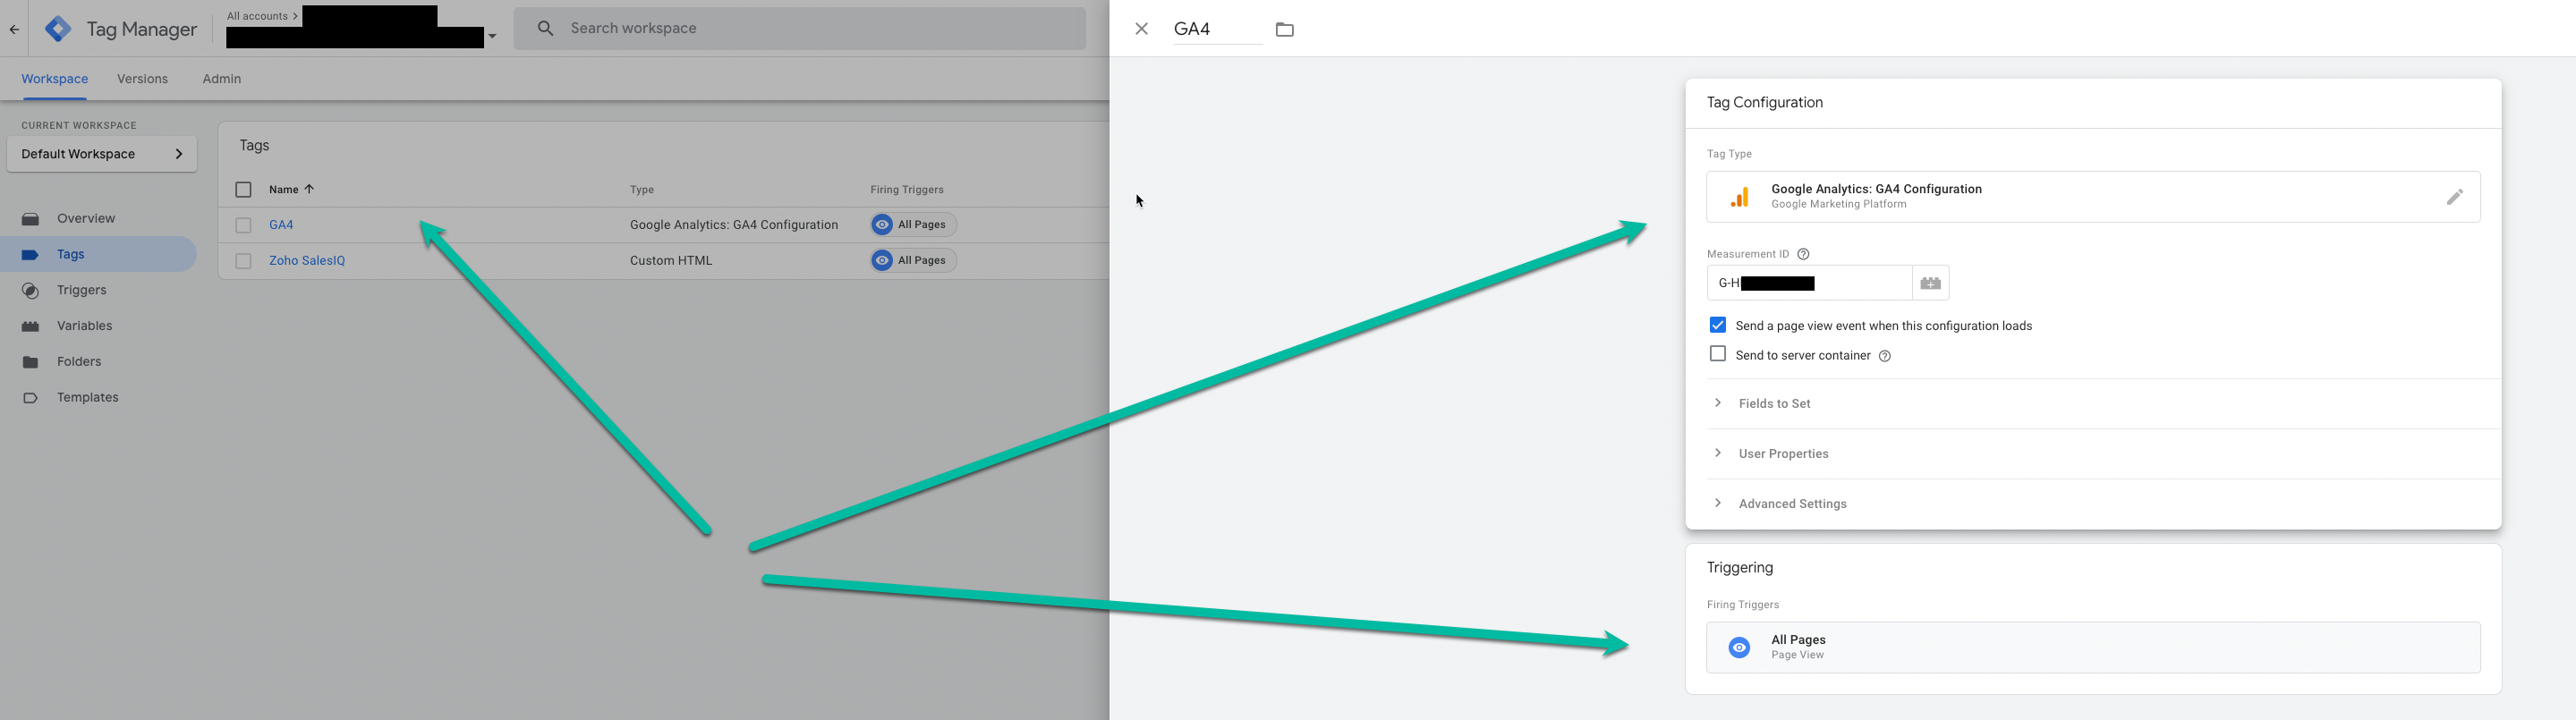 Tag Manager
All accounts >
Search workspace
Workspace
Versions
Admin
CURRENT WORKSPACE
Default Workspace
Overview
Tags
Triggers
Variables
Folders
Templates
Tags
Name
Type
Firing Triggers
GA4
Google Analytics: GA4 Configuration
All Pages
Zoho SalesIQ
Custom HTML
All Pages
GA4
Tag Configuration
Tag Type
Google Analytics: GA4 Configuration
Google Marketing Platform
Measurement ID
G-H
Send a page view event when this configuration loads
Send to server container
Fields to Set
User Properties
Advanced Settings
Triggering
Firing Triggers
All Pages
Page View